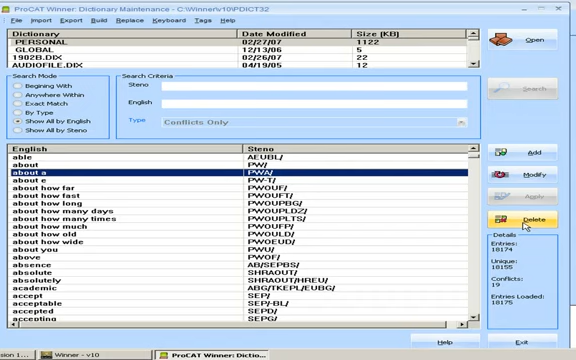 ProCAT Winner: Dictionary Maintenance - C:\Winner\v10\PDICT32
File Import Export Build Replace Keyboard Tags Help
Dictionary Date Modified Size [KB]
PERSONAL 02/27/07 1122
GLOBAL 12/13/06 5
1902B.DIX 02/26/07 22
AUDIOFILE.DIX 04/19/05 12
Open
Search Mode
Begining With
Anywhere Within
Exact Match
By Type
Show All by English
Show All by Steno
Search Criteria
Steno
English
Type Conflicts Only
Search
English Steno
able AEUBL/
about PW/
about a PWA/
about e PW-T/
about how far PWOUF/
about how fast PWOUFT/
about how long PWOUPBG/
about how many days PWOUPLDZ/
about how many times PWOUPLTS/
about how much PWOUFP/
about how old PWOULD/
about how wide PWOEUD/
about you PWU/
above PWOF/
absence AB/SEPBS/
absolute SHRAOUT/
absolutely SHRAOUT/HREU/
academic ABG/TKEPL/EUBG/
accept SEP/
acceptable SEP/-BL/
accepted SEPD/
accepting SEP/-G/
Add
Modify
Apply
Delete
Details
Entries:
18174
Unique:
18155
Conflicts:
19
Entries Loaded:
18175
Help Exit
sion 1... Winner - v10 ProCAT Winner: Dictio...